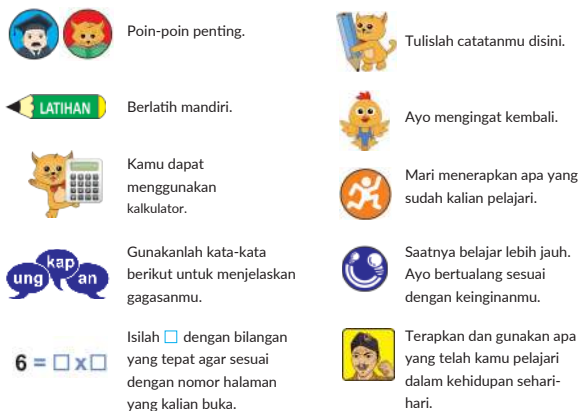 Poin-poin penting.
LATIHAN
Berlatih mandiri.
Kamu dapat
menggunakan
kalkulator.
ung kap an
Gunakanlah kata-kata
berikut untuk menjelaskan
gagasanmu.
6 = □ x □
Isilah □ dengan bilangan
yang tepat agar sesuai
dengan nomor halaman
yang kalian buka.
Tulislah catatanmu disini.
Ayo mengingat kembali.
Mari menerapkan apa yang
sudah kalian pelajari.
Saatnya belajar lebih jauh.
Ayo bertualang sesuai
dengan keinginanmu.
Terapkan dan gunakan apa
yang telah kamu pelajari
dalam kehidupan sehari-
hari.